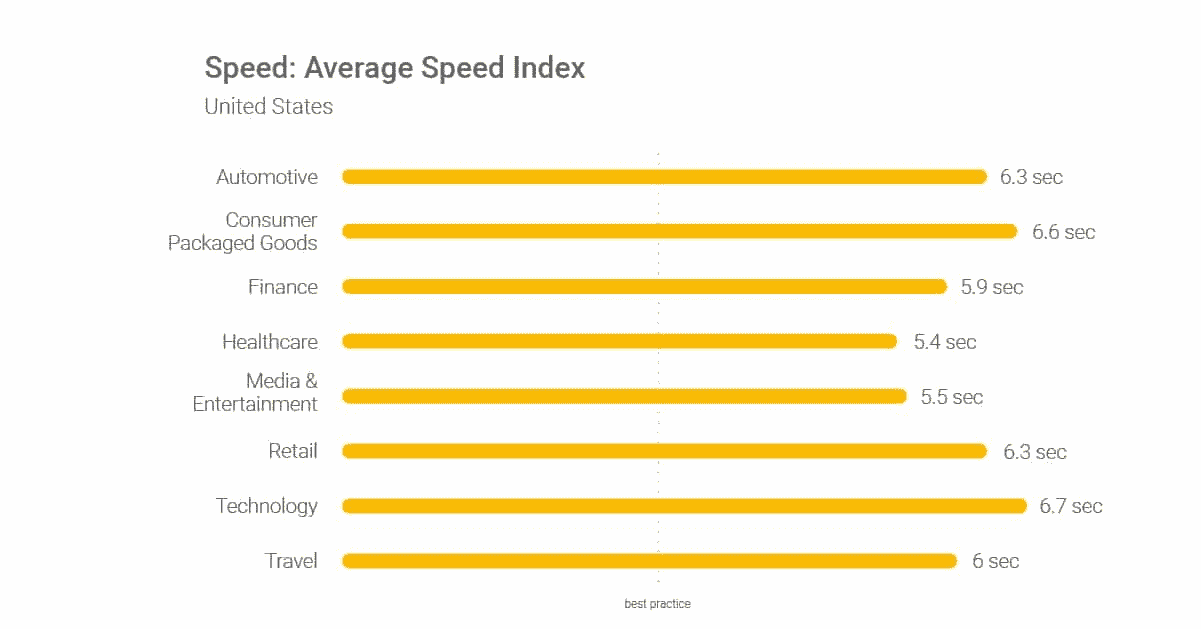 Speed: Average Speed Index
United States
Automotive
6.3 sec
Consumer
Packaged Goods
6.6 sec
Finance
5.9 sec
Healthcare
5.4 sec
Media &
Entertainment
5.5 sec
Retail
6.3 sec
Technology
6.7 sec
Travel
6 sec
best practice